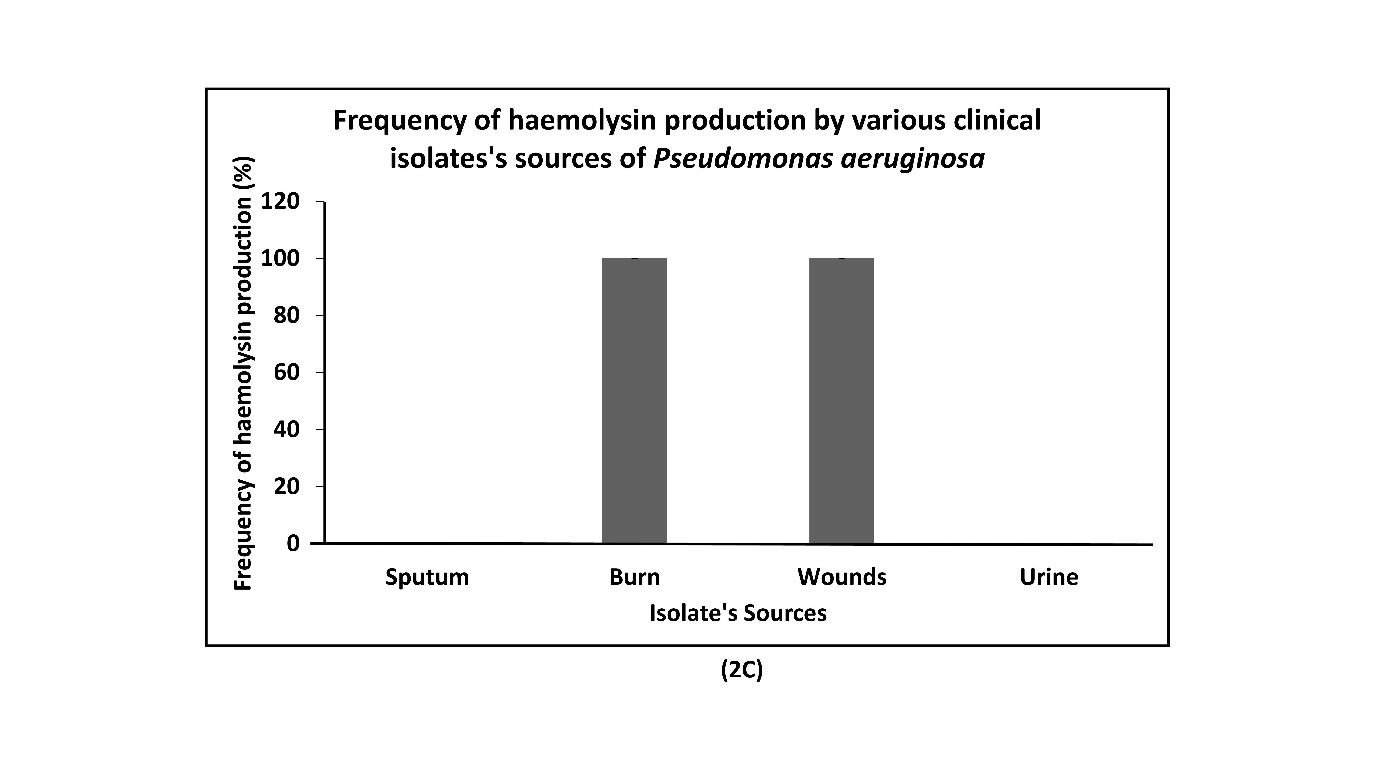 Frequency of haemolysin production by various clinical
isolates's sources of Pseudomonas aeruginosa
Frequency of haemolysin production (%)
120
100
80
60
40
20
0
Sputum Burn Wounds Urine
Isolate's Sources
(2C)